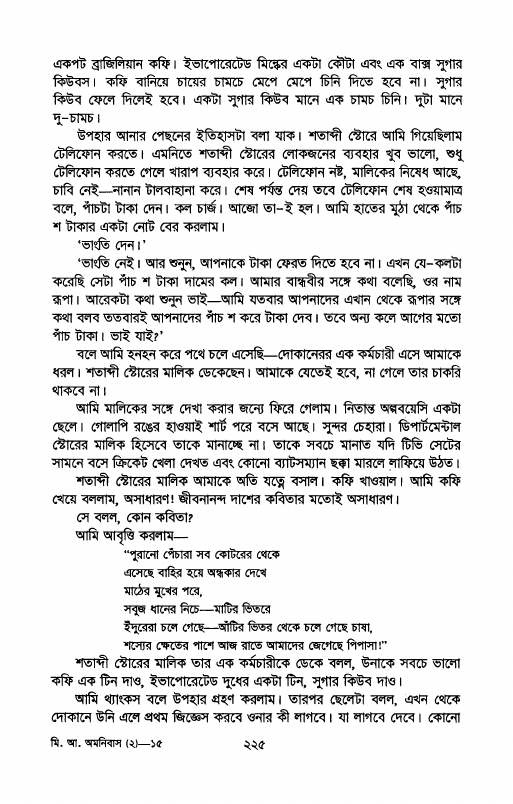 একপট ব্রাজিলিয়ান কফি। ইভাপোরেটেড মিল্কের একটা কৌটা এবং এক বাক্স সুগার
কিউবস। কফি বানিয়ে চায়ের চামচে মেপে মেপে চিনি দিতে হবে না। সুগার
কিউব ফেলে দিলেই হবে। একটা সুগার কিউব মানে এক চামচ চিনি। দুটা মানে
দু-চামচ।
উপহার আনার পেছনের ইতিহাসটা বলা যাক। শতাব্দী স্টোরে আমি গিয়েছিলাম
টেলিফোন করতে। এমনিতে শতাব্দী স্টোরের লোকজনের ব্যবহার খুব ভালো, শুধু
টেলিফোন করতে গেলে খারাপ ব্যবহার করে। টেলিফোন নষ্ট, মালিকের নিষেধ আছে,
চাবি নেই—নানান টালবাহানা করে। শেষ পর্যন্ত দেয় তবে টেলিফোন শেষ হওয়ামাত্র
বলে, পাঁচটা টাকা দেন। কল চার্জ। আজো তা-ই হল। আমি হাতের মুঠা থেকে পাঁচ
শ টাকার একটা নোট বের করলাম।
‘ভাংতি দেন।’
‘ভাংতি নেই। আর শুনুন, আপনাকে টাকা ফেরত দিতে হবে না। এখন যে-কলটা
করেছি সেটা পাঁচ শ টাকা দামের কল। আমার বান্ধবীর সঙ্গে কথা বলেছি, ওর নাম
রূপা। আরেকটা কথা শুনুন ভাই—আমি যতবার আপনাদের এখান থেকে রূপার সঙ্গে
কথা বলব ততবারই আপনাদের পাঁচ শ করে টাকা দেব। তবে অন্য কলে আগের মতো
পাঁচ টাকা। ভাই যাই?’
বলে আমি হনহন করে পথে চলে এসেছি—দোকানেরর এক কর্মচারী এসে আমাকে
ধরল। শতাব্দী স্টোরের মালিক ডেকেছেন। আমাকে যেতেই হবে, না গেলে তার চাকরি
থাকবে না।
আমি মালিকের সঙ্গে দেখা করার জন্যে ফিরে গেলাম। নিতান্ত অল্পবয়েসি একটা
ছেলে। গোলাপি রঙের হাওয়াই শার্ট পরে বসে আছে। সুন্দর চেহারা। ডিপার্টমেন্টাল
স্টোরের মালিক হিসেবে তাকে মানাচ্ছে না। তাকে সবচে মানাত যদি টিভি সেটের
সামনে বসে ক্রিকেট খেলা দেখত এবং কোনো ব্যাটসম্যান ছক্কা মারলে লাফিয়ে উঠত।
শতাব্দী স্টোরের মালিক আমাকে অতি যত্নে বসাল। কফি খাওয়াল। আমি কফি
খেয়ে বললাম, অসাধারণ! জীবনানন্দ দাশের কবিতার মতোই অসাধারণ।
সে বলল, কোন কবিতা?
আমি আবৃত্তি করলাম—
“পুরানো পেঁচারা সব কোটরের থেকে
এসেছে বাহির হয়ে অন্ধকার দেখে
মাঠের মুখের পরে,
সবুজ ধানের নিচে—মাটির ভিতরে
ইঁদুরেরা চলে গেছে—আঁটির ভিতর থেকে চলে গেছে চাষা,
শস্যের ক্ষেতের পাশে আজ রাতে আমাদের জেগেছে পিপাসা!”
শতাব্দী স্টোরের মালিক তার এক কর্মচারীকে ডেকে বলল, উনাকে সবচে ভালো
কফি এক টিন দাও, ইভাপোরেটেড দুধের একটা টিন, সুগার কিউব দাও।
আমি থ্যাংকস বলে উপহার গ্রহণ করলাম। তারপর ছেলেটা বলল, এখন থেকে
দোকানে উনি এলে প্রথম জিজ্ঞেস করবে ওনার কী লাগবে। যা লাগবে দেবে। কোনো
মি. আ. অমনিবাস (২)—১৫ ২২৫